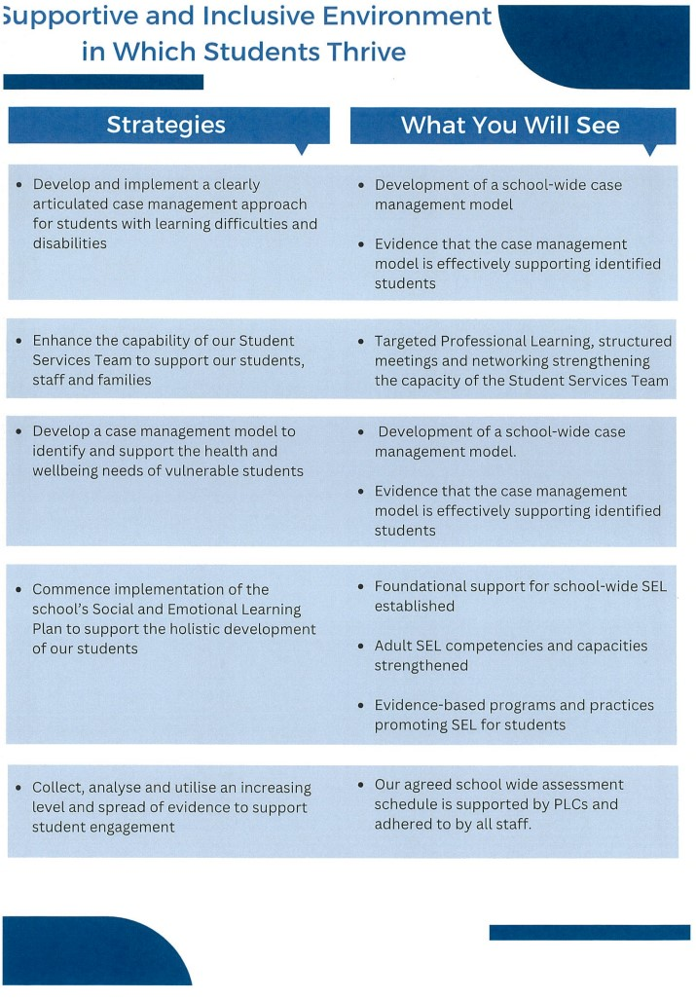 Supportive and Inclusive Environment
in Which Students Thrive
Strategies
What You Will See
• Develop and implement a clearly
articulated case management approach
for students with learning difficulties and
disabilities
• Development of a school-wide case
management model
• Evidence that the case management
model is effectively supporting identified
students
• Enhance the capability of our Student
Services Team to support our students,
staff and families
• Targeted Professional Learning, structured
meetings and networking strengthening
the capacity of the Student Services Team
• Develop a case management model to
identify and support the health and
wellbeing needs of vulnerable students
• Development of a school-wide case
management model.
• Evidence that the case management
model is effectively supporting identified
students
• Commence implementation of the
school's Social and Emotional Learning
Plan to support the holistic development
of our students
• Foundational support for school-wide SEL
established
• Adult SEL competencies and capacities
strengthened
• Evidence-based programs and practices
promoting SEL for students
• Collect, analyse and utilise an increasing
level and spread of evidence to support
student engagement
• Our agreed school wide assessment
schedule is supported by PLCs and
adhered to by all staff.